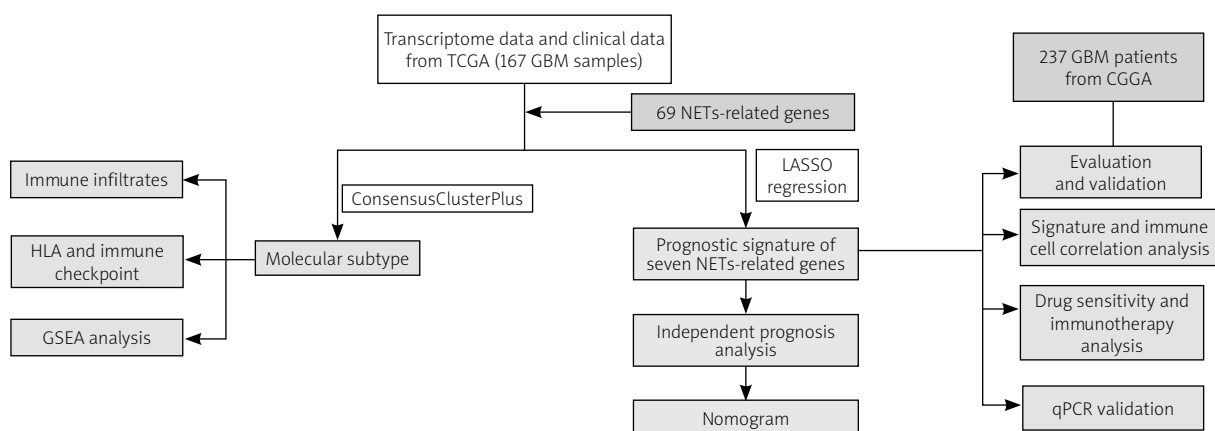 Transcriptome data and clinical data
from TCGA (167 GBM samples)
237 GBM patients
from CGGA
69 NETs-related genes
LASSO
regression
ConsensusClusterPlus
Immune infiltrates
HLA and immune
checkpoint
GSEA analysis
Molecular subtype
Prognostic signature of
seven NETs-related genes
Independent prognosis
analysis
Nomogram
Evaluation
and validation
Signature and immune
cell correlation analysis
Drug sensitivity and
immunotherapy
analysis
qPCR validation